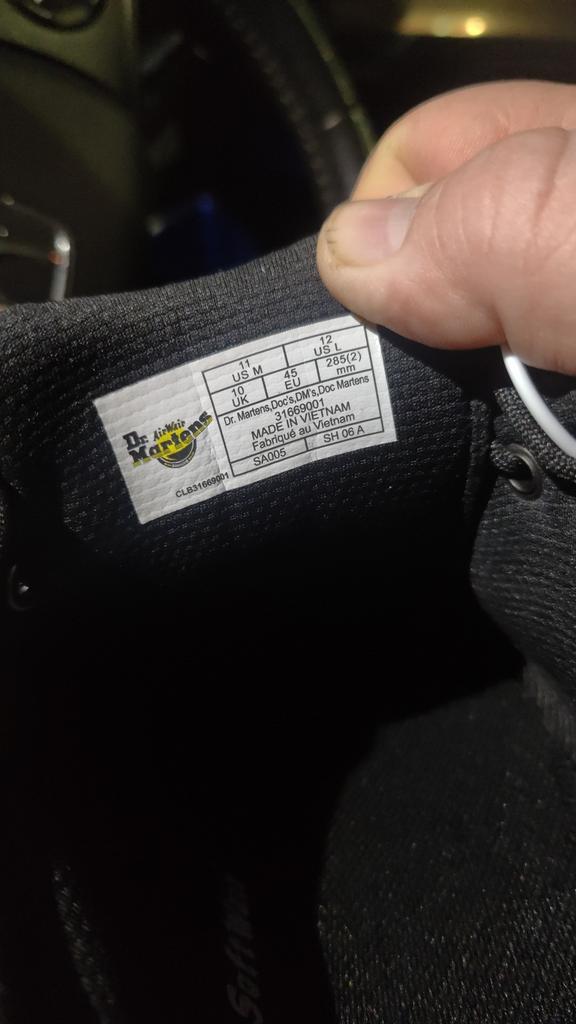 11
US M
12
US L
10
UK
45
EU
285(2)
mm
Dr. Martens,Doc's,DM's,Doc Martens
31669001
MADE IN VIETNAM
Fabriqué au Vietnam
SA005
SH 06 A
Dr. AirWair
Martens
CLB31669001